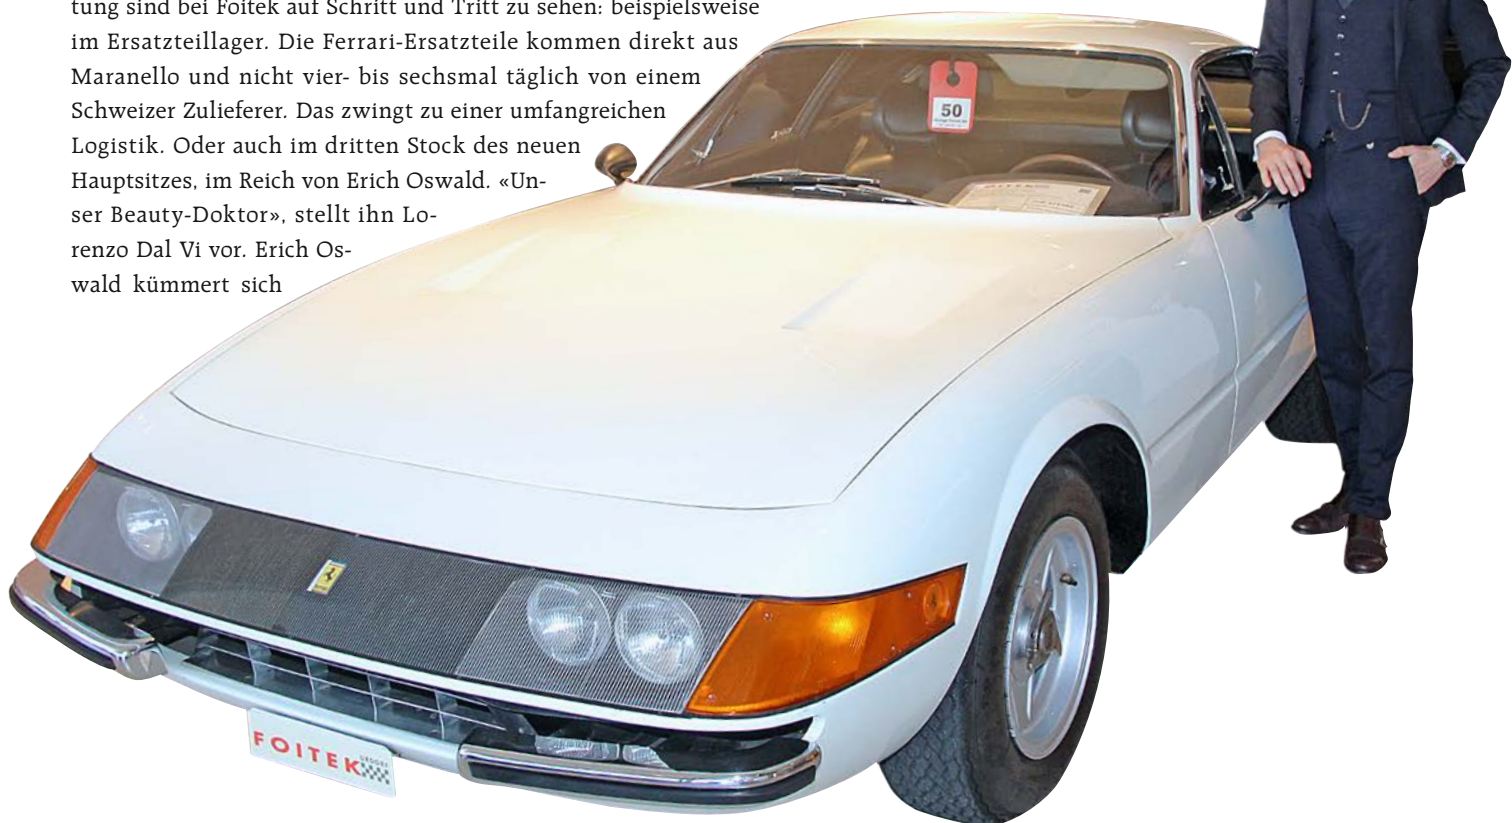 tung sind bei Foitek auf Schritt und Tritt zu sehen: beispielsweise
im Ersatzteillager. Die Ferrari-Ersatzteile kommen direkt aus
Maranello und nicht vier- bis sechsmal täglich von einem
Schweizer Zulieferer. Das zwingt zu einer umfangreichen
Logistik. Oder auch im dritten Stock des neuen
Hauptsitzes, im Reich von Erich Oswald. «Un-
ser Beauty-Doktor», stellt ihn Lo-
renzo Dal Vi vor. Erich Os-
wald kümmert sich
50
FOITEK
FOITEK